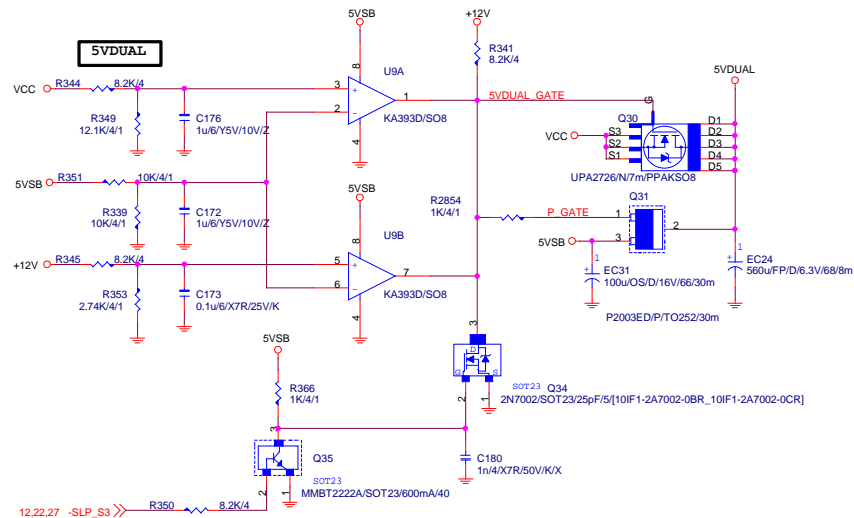 5VSB
+12V
5VDUAL
R341
8.2K/4
U9A
5VDUAL
VCC
R344
8.2K/4
3
+
8
1
5VDUAL_GATE
G
2
-
KA393D/SO8
4
R349
12.1K/4/1
C176
1u/6/Y5V/10V/Z
Q30
VCC
S3
S2
S1
D1
D2
D3
D4
D5
UPA2726/N/7m/PPAKSO8
5VSB
R351
10K/4/1
5VSB
R2854
1K/4/1
Q31
R339
10K/4/1
C172
1u/6/Y5V/10V/Z
P_GATE
1
2
U9B
5VSB
3
+12V
R345
8.2K/4
5
+
8
7
6
-
KA393D/SO8
4
1
EC31
100u/OS/D/16V/66/30m
1
EC24
560u/FP/D/6.3V/68/8m
+
+
R353
2.74K/4/1
C173
0.1u/6/X7R/25V/K
P2003ED/P/TO252/30m
3
5VSB
D
G
S
SOT23
Q34
2N7002/SOT23/25pF/5/[10IF1-2A7002-0BR_10IF1-2A7002-0CR]
R366
1K/4/1
2
1
3
Q35
C180
1n/4/X7R/50V/K/X
SOT23
MMBT2222A/SOT23/600mA/40
2
1
12,22,27 -SLP_S3
R350
8.2K/4